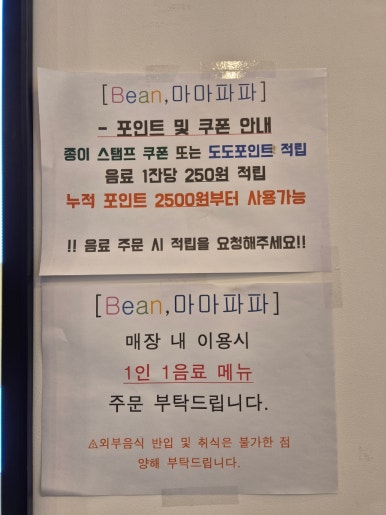 [Bean,마마파파]
- 포인트 및 쿠폰 안내
종이 스탬프 쿠폰 또는 도도포인트 적립
음료 1잔당 250원 적립
누적 포인트 2500원부터 사용가능
!! 음료 주문 시 적립을 요청해주세요!!
[Bean,마마파파]
매장 내 이용시
1인 1음료 메뉴
주문 부탁드립니다.
⚠외부음식 반입 및 취식은 불가한 점
양해 부탁드립니다.